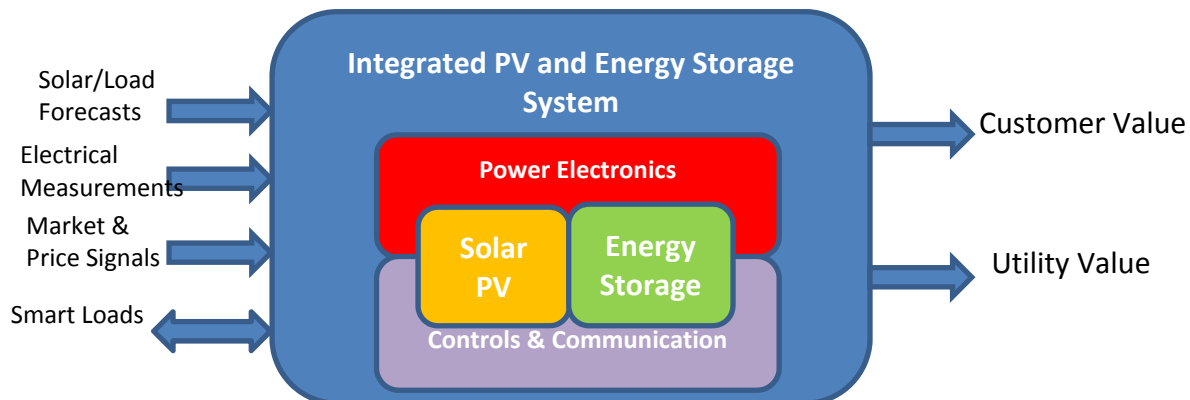 Integrated PV and Energy Storage
System
Solar/Load
Forecasts
Electrical
Measurements
Market &
Price Signals
Smart Loads
Power Electronics
Solar
PV
Energy
Storage
Controls & Communication
Customer Value
Utility Value